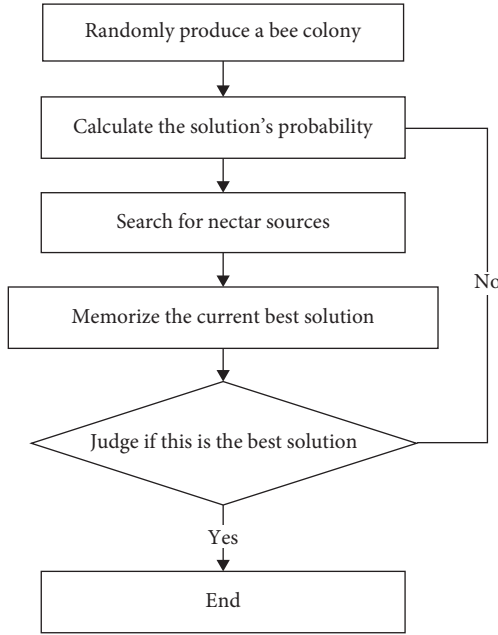 Randomly produce a bee colony
Calculate the solution's probability
Search for nectar sources
No
Memorize the current best solution
Judge if this is the best solution
Yes
End